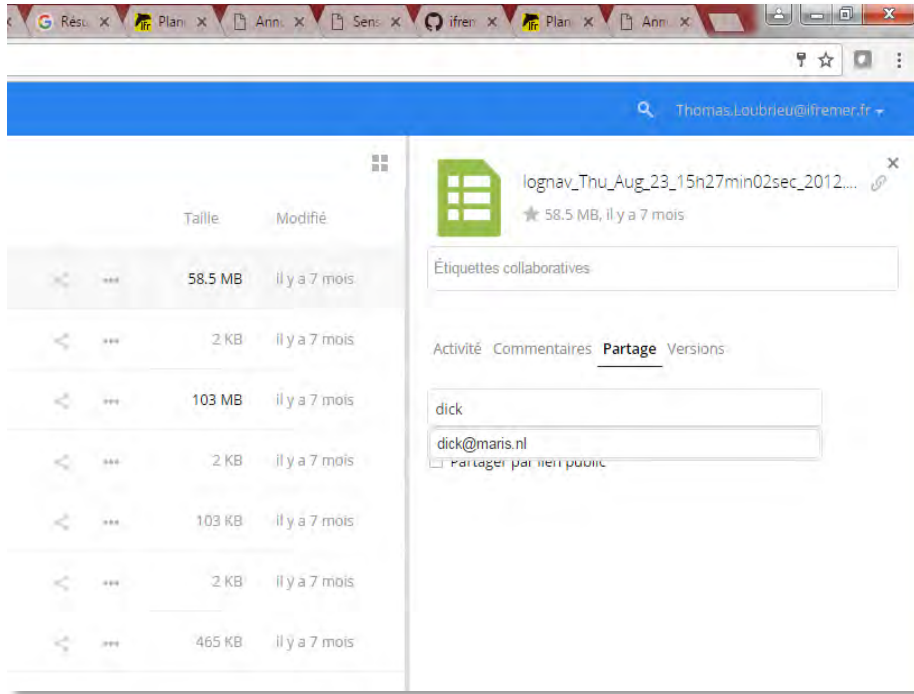 Résu Plan Ann Sens ifrem Plan Ann
Thomas.Loubrieu@ifremer.fr
lognav_Thu_Aug_23_15h27min02sec_2012....
58.5 MB, il y a 7 mois
Taille Modifié
Étiquettes collaboratives
58.5 MB il y a 7 mois
2 KB il y a 7 mois
Activité Commentaires Partage Versions
103 MB il y a 7 mois
dick
dick@maris.nl
2 KB il y a 7 mois
Partager par lien public
103 KB il y a 7 mois
2 KB il y a 7 mois
465 KB il y a 7 mois